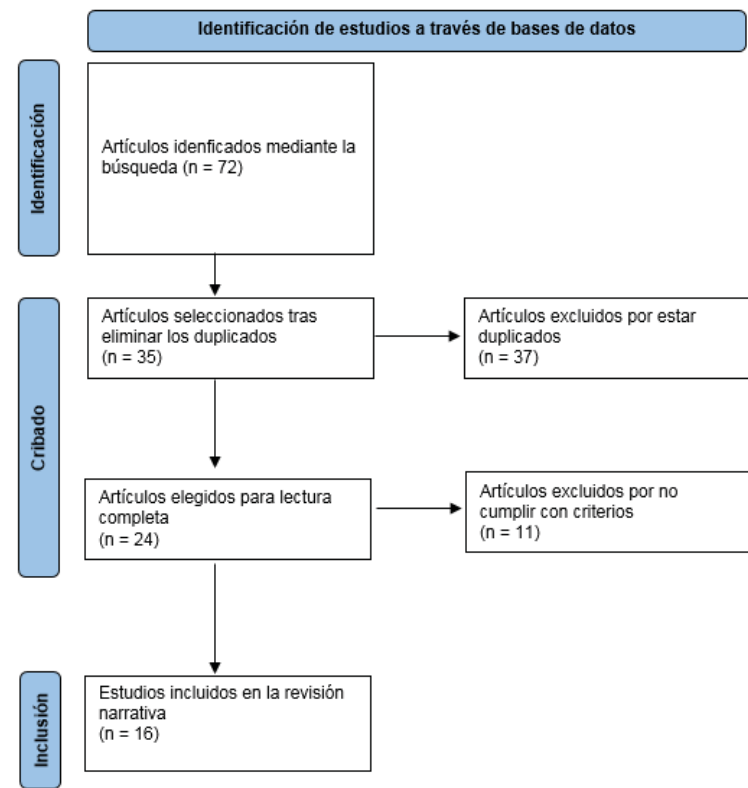 Identificación de estudios a través de bases de datos
Identificación
Artículos idenficados mediante la
búsqueda (n = 72)
Cribado
Artículos seleccionados tras
eliminar los duplicados
(n = 35)
Artículos excluidos por estar
duplicados
(n = 37)
Artículos elegidos para lectura
completa
(n = 24)
Artículos excluidos por no
cumplir con criterios
(n = 11)
Inclusión
Estudios incluidos en la revisión
narrativa
(n = 16)